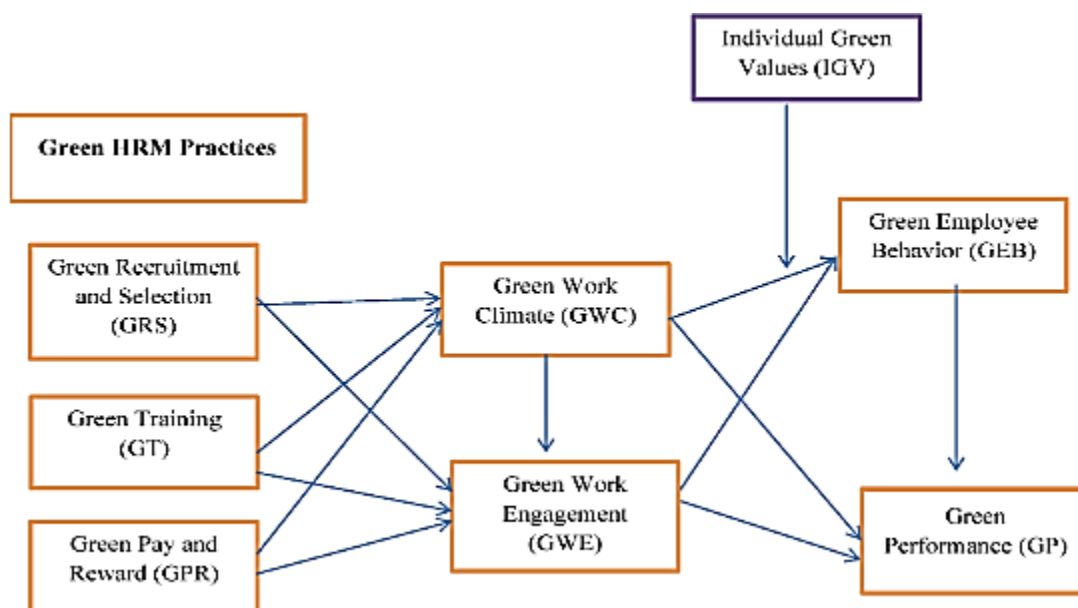 Individual Green
Values (IGV)
Green HRM Practices
Green Recruitment
and Selection
(GRS)
Green Work
Climate (GWC)
Green Employee
Behavior (GEB)
Green Training
(GT)
Green Work
Engagement
(GWE)
Green
Performance (GP)
Green Pay and
Reward (GPR)